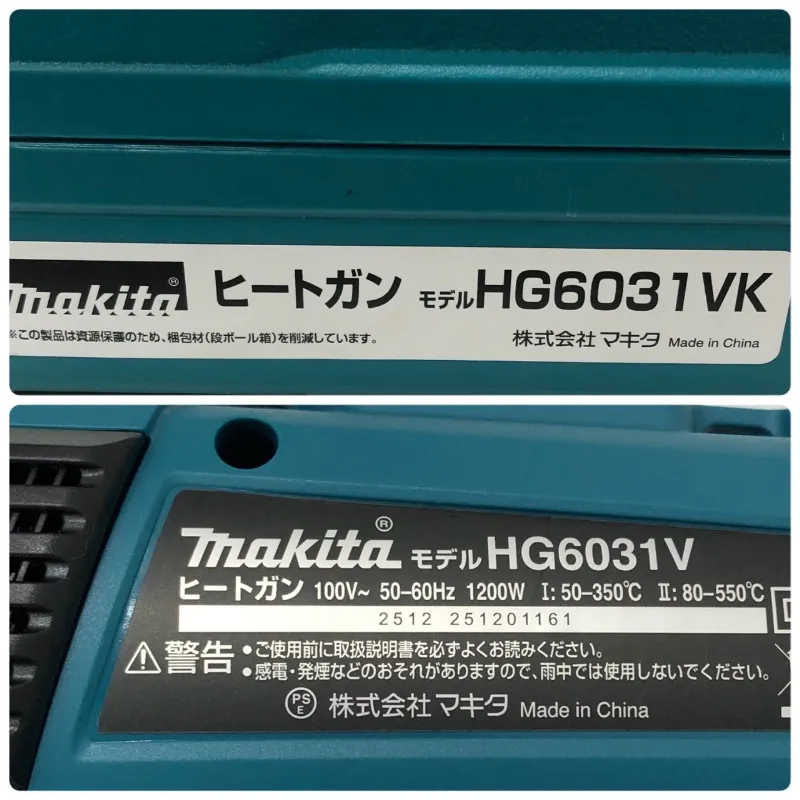 makita® ヒートガン モデルHG6031VK
※この製品は資源保護のため、梱包材(段ボール箱)を削減しています。
株式会社 マキタ Made in China
makita® モデル HG6031V
ヒートガン 100V~ 50-60Hz 1200W I: 50-350℃ II: 80-550℃
2512 251201161
⚠警告 ●ご使用前に取扱説明書を必ずよくお読みください。
●感電・発煙などのおそれがありますので、雨中では使用しないでください。
PSE 株式会社マキタ Made in China